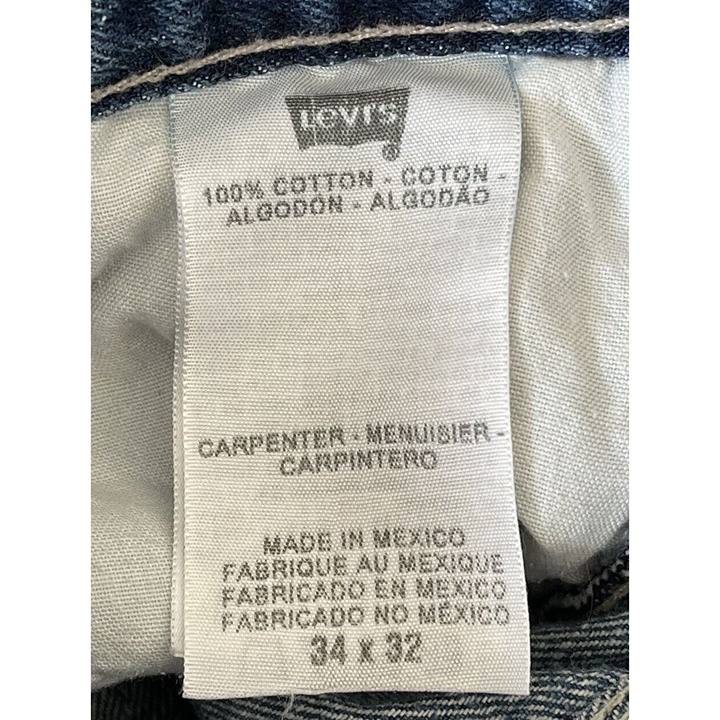 Levi's
®
100% COTTON - COTON -
ALGODON - ALGODÃO
CARPENTER - MENUISIER -
CARPINTERO
MADE IN MEXICO
FABRIQUE AU MEXIQUE
FABRICADO EN MEXICO
FABRICADO NO MÉXICO
34 x 32